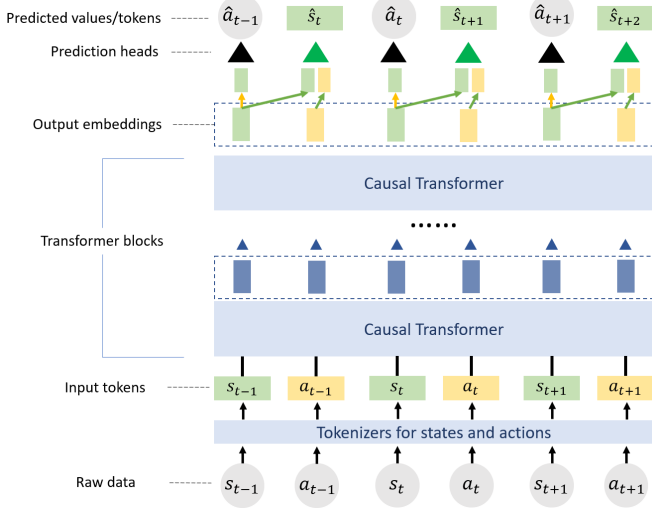 Predicted values/tokens â_{t−1} ŝ_t â_t ŝ_{t+1} â_{t+1} ŝ_{t+2}
Prediction heads
Output embeddings
Causal Transformer
......
Transformer blocks
Causal Transformer
Input tokens s_{t−1} a_{t−1} s_t a_t s_{t+1} a_{t+1}
Tokenizers for states and actions
Raw data s_{t−1} a_{t−1} s_t a_t s_{t+1} a_{t+1}